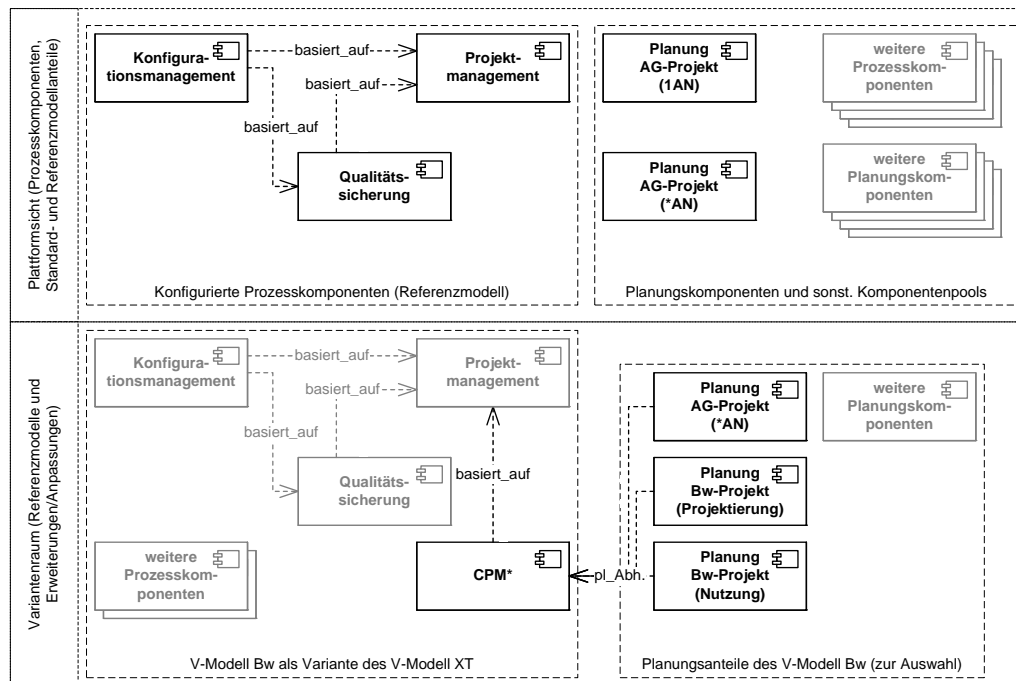 Plattformsicht (Prozesskomponenten,
Standard- und Referenzmodellanteile)
Konfigura-
tionsmanagement
basiert_auf
Projekt-
management
basiert_auf
basiert_auf
Qualitäts-
sicherung
Konfigurierte Prozesskomponenten (Referenzmodell)
Planung
AG-Projekt
(1AN)
weitere
Prozesskom-
ponenten
Planung
AG-Projekt
(*AN)
weitere
Planungskom-
ponenten
Planungskomponenten und sonst. Komponentenpools
Variantenraum (Referenzmodelle und
Erweiterungen/Anpassungen)
Konfigura-
tionsmanagement
basiert_auf
Projekt-
management
basiert_auf
basiert_auf
Qualitäts-
sicherung
basiert_auf
weitere
Prozesskom-
ponenten
CPM*
V-Modell Bw als Variante des V-Modell XT
pl_Abh.
Planung
AG-Projekt
(*AN)
weitere
Planungskom-
ponenten
Planung
Bw-Projekt
(Projektierung)
Planung
Bw-Projekt
(Nutzung)
Planungsanteile des V-Modell Bw (zur Auswahl)